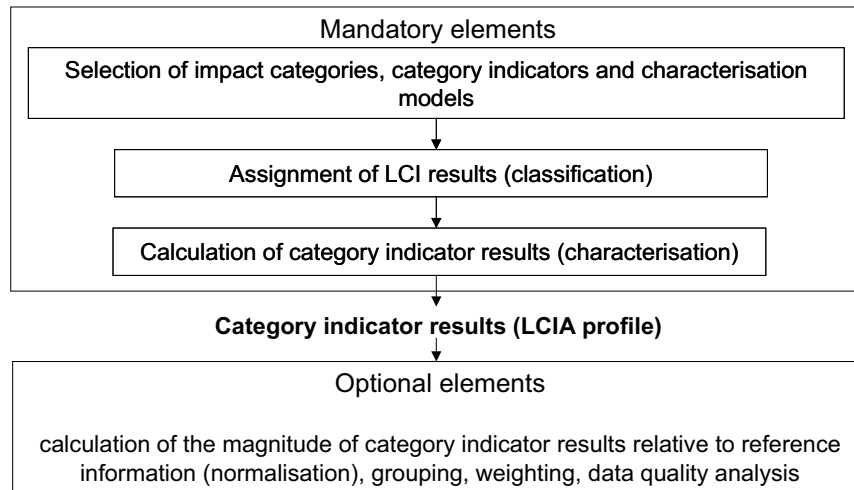 Mandatory elements
Selection of impact categories, category indicators and characterisation
models
Assignment of LCI results (classification)
Calculation of category indicator results (characterisation)
Category indicator results (LCIA profile)
Optional elements
calculation of the magnitude of category indicator results relative to reference
information (normalisation), grouping, weighting, data quality analysis